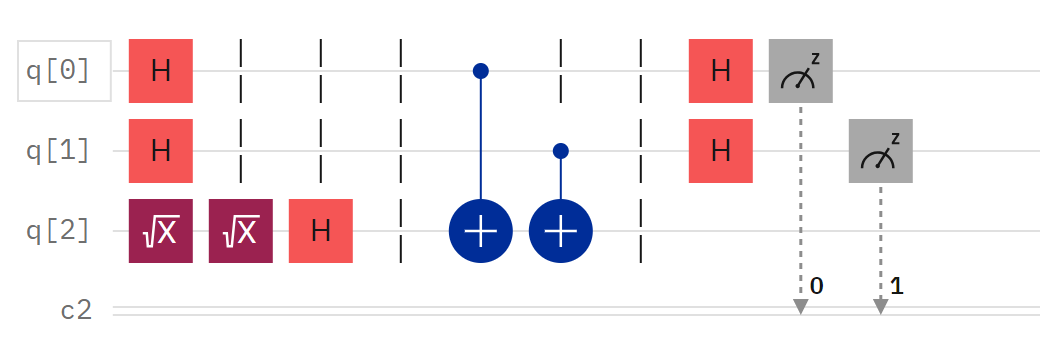 q[0] H H z
q[1] H H z
q[2] √X √X H
0 1
c2